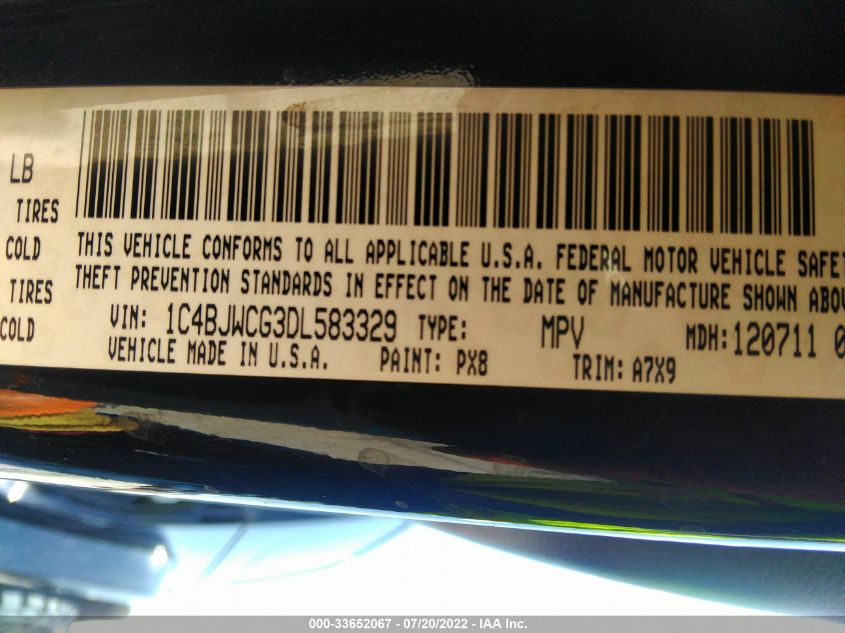 LB
TIRES
COLD
TIRES
COLD
THIS VEHICLE CONFORMS TO ALL APPLICABLE U.S.A. FEDERAL MOTOR VEHICLE SAFET
THEFT PREVENTION STANDARDS IN EFFECT ON THE DATE OF MANUFACTURE SHOWN ABOV
VIN: 1C4BJWCG3DL583329 TYPE: MPV MDH: 120711 0
VEHICLE MADE IN U.S.A. PAINT: PX8 TRIM: A7X9
000-33652067 - 07/20/2022 - IAA Inc.